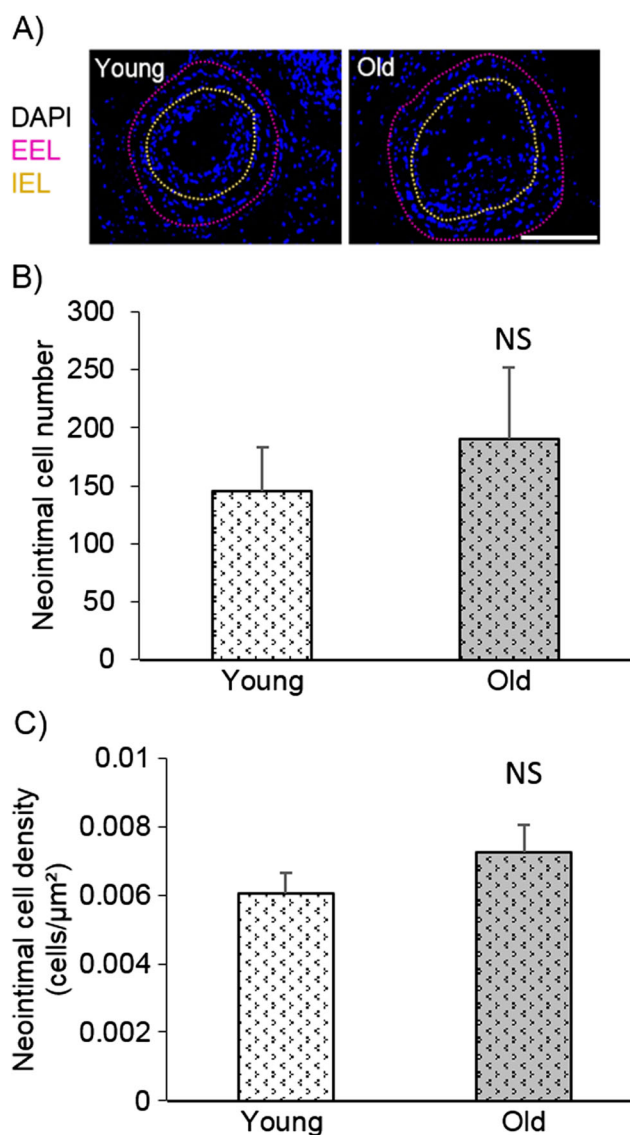 A)
Young
Old
DAPI
EEL
IEL
B)
Neointimal cell number
300
250
200
150
100
50
0
NS
Young
Old
C)
Neointimal cell density
(cells/µm²)
0.01
0.008
0.006
0.004
0.002
0
NS
Young
Old